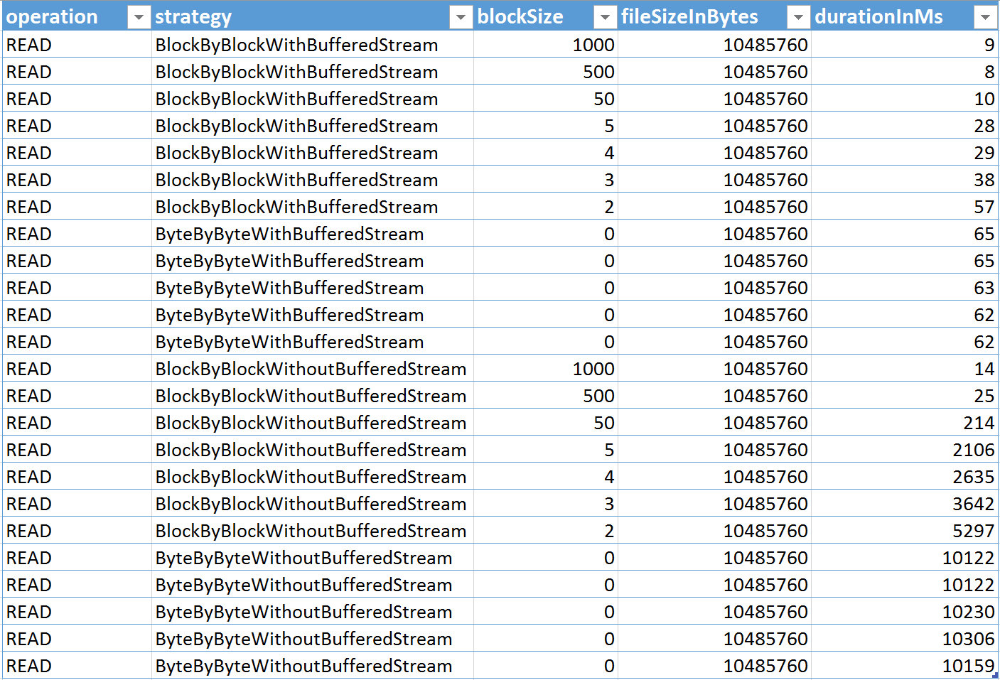 operation strategy blockSize fileSizeInBytes durationInMs
READ BlockByBlockWithBufferedStream 1000 10485760 9
READ BlockByBlockWithBufferedStream 500 10485760 8
READ BlockByBlockWithBufferedStream 50 10485760 10
READ BlockByBlockWithBufferedStream 5 10485760 28
READ BlockByBlockWithBufferedStream 4 10485760 29
READ BlockByBlockWithBufferedStream 3 10485760 38
READ BlockByBlockWithBufferedStream 2 10485760 57
READ ByteByByteWithBufferedStream 0 10485760 65
READ ByteByByteWithBufferedStream 0 10485760 65
READ ByteByByteWithBufferedStream 0 10485760 63
READ ByteByByteWithBufferedStream 0 10485760 62
READ ByteByByteWithBufferedStream 0 10485760 62
READ BlockByBlockWithoutBufferedStream 1000 10485760 14
READ BlockByBlockWithoutBufferedStream 500 10485760 25
READ BlockByBlockWithoutBufferedStream 50 10485760 214
READ BlockByBlockWithoutBufferedStream 5 10485760 2106
READ BlockByBlockWithoutBufferedStream 4 10485760 2635
READ BlockByBlockWithoutBufferedStream 3 10485760 3642
READ BlockByBlockWithoutBufferedStream 2 10485760 5297
READ ByteByByteWithoutBufferedStream 0 10485760 10122
READ ByteByByteWithoutBufferedStream 0 10485760 10122
READ ByteByByteWithoutBufferedStream 0 10485760 10230
READ ByteByByteWithoutBufferedStream 0 10485760 10306
READ ByteByByteWithoutBufferedStream 0 10485760 10159